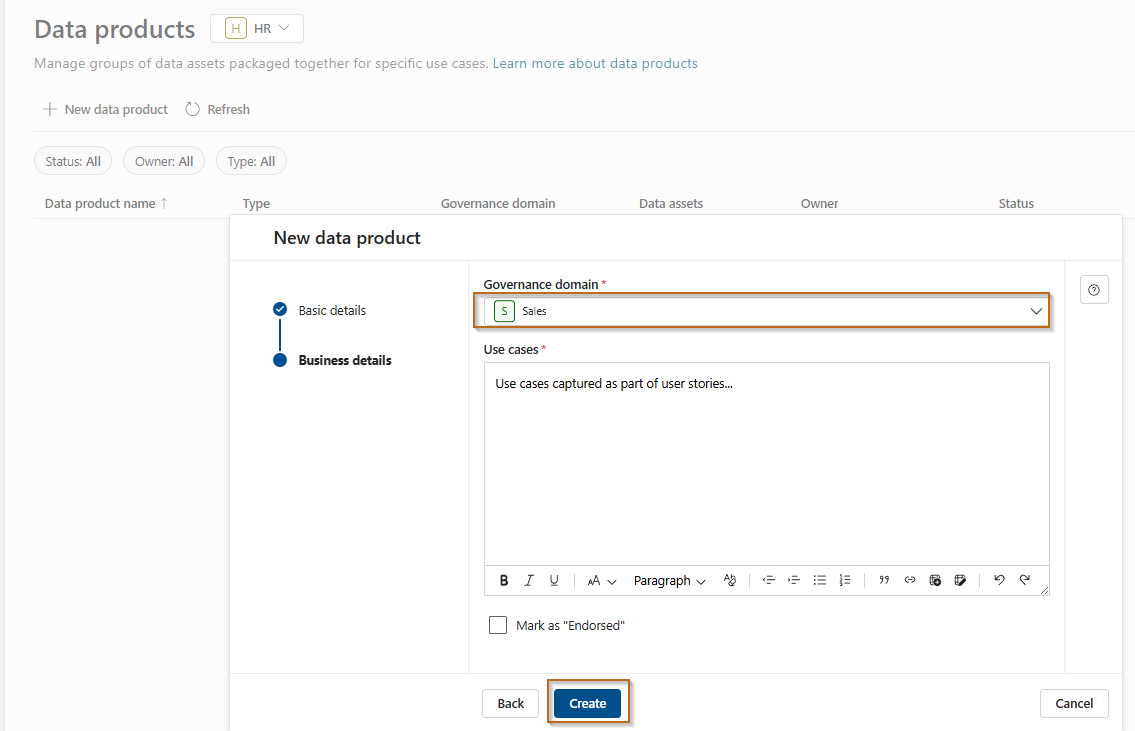 Data products H HR
Manage groups of data assets packaged together for specific use cases. Learn more about data products
New data product Refresh
Status: All Owner: All Type: All
Data product name ↑ Type Governance domain Data assets Owner Status
New data product
Basic details
Business details
Governance domain *
S Sales
Use cases *
Use cases captured as part of user stories...
B I U AA Paragraph
Mark as "Endorsed"
Back Create Cancel